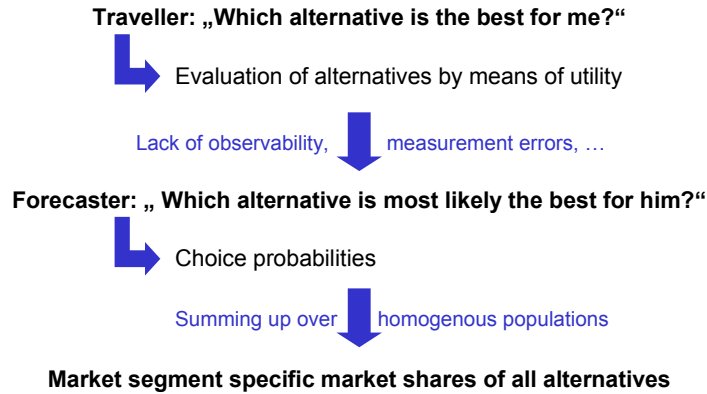 Traveller: „Which alternative is the best for me?“
Evaluation of alternatives by means of utility
Lack of observability, measurement errors, …
Forecaster: „ Which alternative is most likely the best for him?“
Choice probabilities
Summing up over homogenous populations
Market segment specific market shares of all alternatives